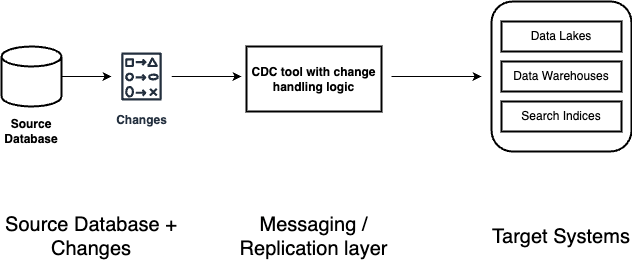 Source
Database
Changes
CDC tool with change
handling logic
Data Lakes
Data Warehouses
Search Indices
Source Database +
Changes
Messaging /
Replication layer
Target Systems